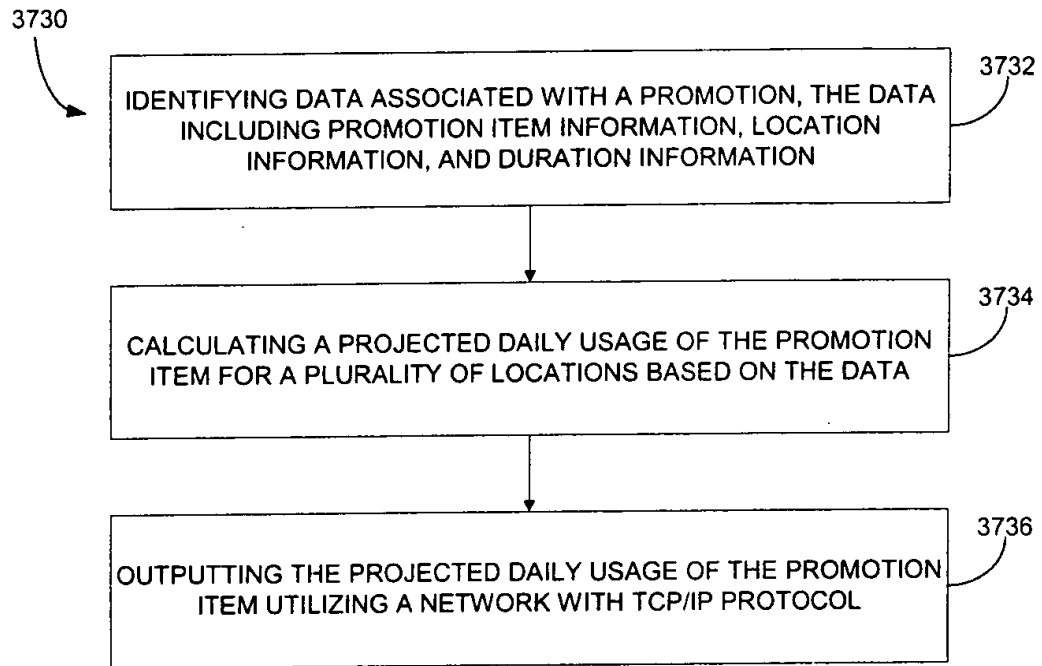 3730
3732
IDENTIFYING DATA ASSOCIATED WITH A PROMOTION, THE DATA
INCLUDING PROMOTION ITEM INFORMATION, LOCATION
INFORMATION, AND DURATION INFORMATION
3734
CALCULATING A PROJECTED DAILY USAGE OF THE PROMOTION
ITEM FOR A PLURALITY OF LOCATIONS BASED ON THE DATA
3736
OUTPUTTING THE PROJECTED DAILY USAGE OF THE PROMOTION
ITEM UTILIZING A NETWORK WITH TCP/IP PROTOCOL